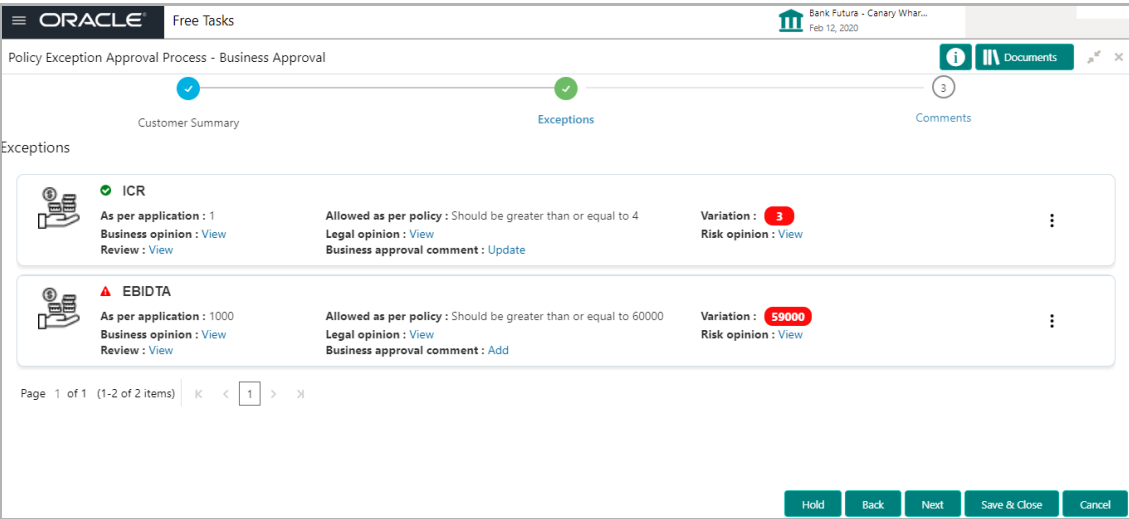 ORACLE Free Tasks Bank Futura - Canary Whar...
Feb 12, 2020
Policy Exception Approval Process - Business Approval i Documents
3
Customer Summary Exceptions Comments
Exceptions
ICR
As per application : 1 Allowed as per policy : Should be greater than or equal to 4 Variation : 3
Business opinion : View Legal opinion : View Risk opinion : View
Review : View Business approval comment : Update
EBIDTA
As per application : 1000 Allowed as per policy : Should be greater than or equal to 60000 Variation : 59000
Business opinion : View Legal opinion : View Risk opinion : View
Review : View Business approval comment : Add
Page 1 of 1 (1-2 of 2 items) 1
Hold Back Next Save & Close Cancel